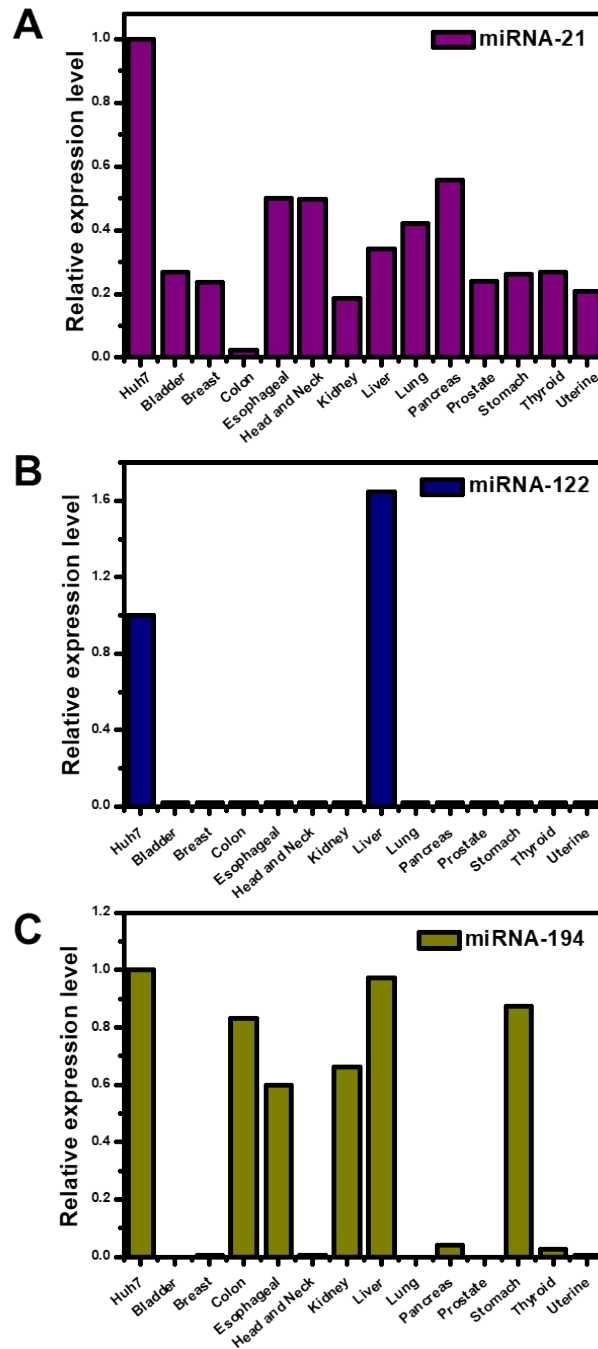 A
miRNA-21
Relative expression level
1.0
0.8
0.6
0.4
0.2
0.0
Huh7
Bladder
Breast
Colon
Esophageal
Head and Neck
Kidney
Liver
Lung
Pancreas
Prostate
Stomach
Thyroid
Uterine
B
miRNA-122
Relative expression level
1.6
1.2
0.8
0.4
0.0
Huh7
Bladder
Breast
Colon
Esophageal
Head and Neck
Kidney
Liver
Lung
Pancreas
Prostate
Stomach
Thyroid
Uterine
C
miRNA-194
Relative expression level
1.2
1.0
0.8
0.6
0.4
0.2
0.0
Huh7
Bladder
Breast
Colon
Esophageal
Head and Neck
Kidney
Liver
Lung
Pancreas
Prostate
Stomach
Thyroid
Uterine